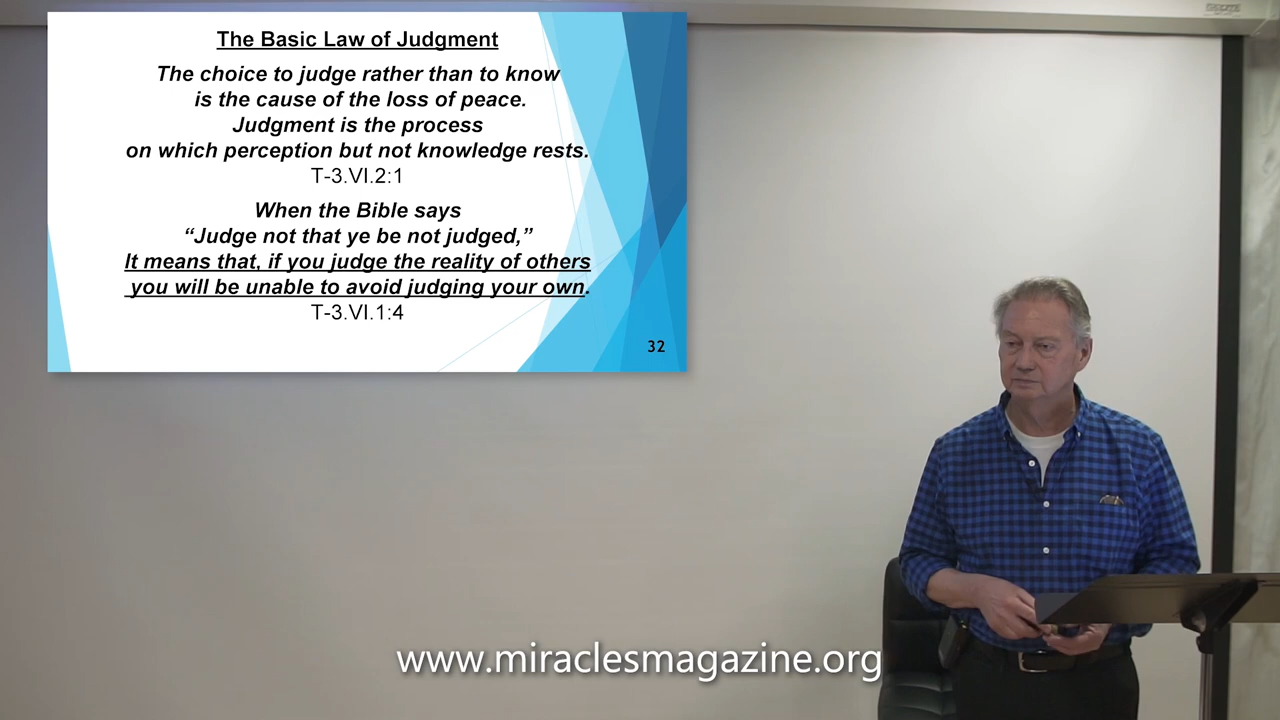 The Basic Law of Judgment
The choice to judge rather than to know
is the cause of the loss of peace.
Judgment is the process
on which perception but not knowledge rests.
T-3.VI.2:1
When the Bible says
“Judge not that ye be not judged,”
It means that, if you judge the reality of others
you will be unable to avoid judging your own.
T-3.VI.1:4
32
www.miraclesmagazine.org